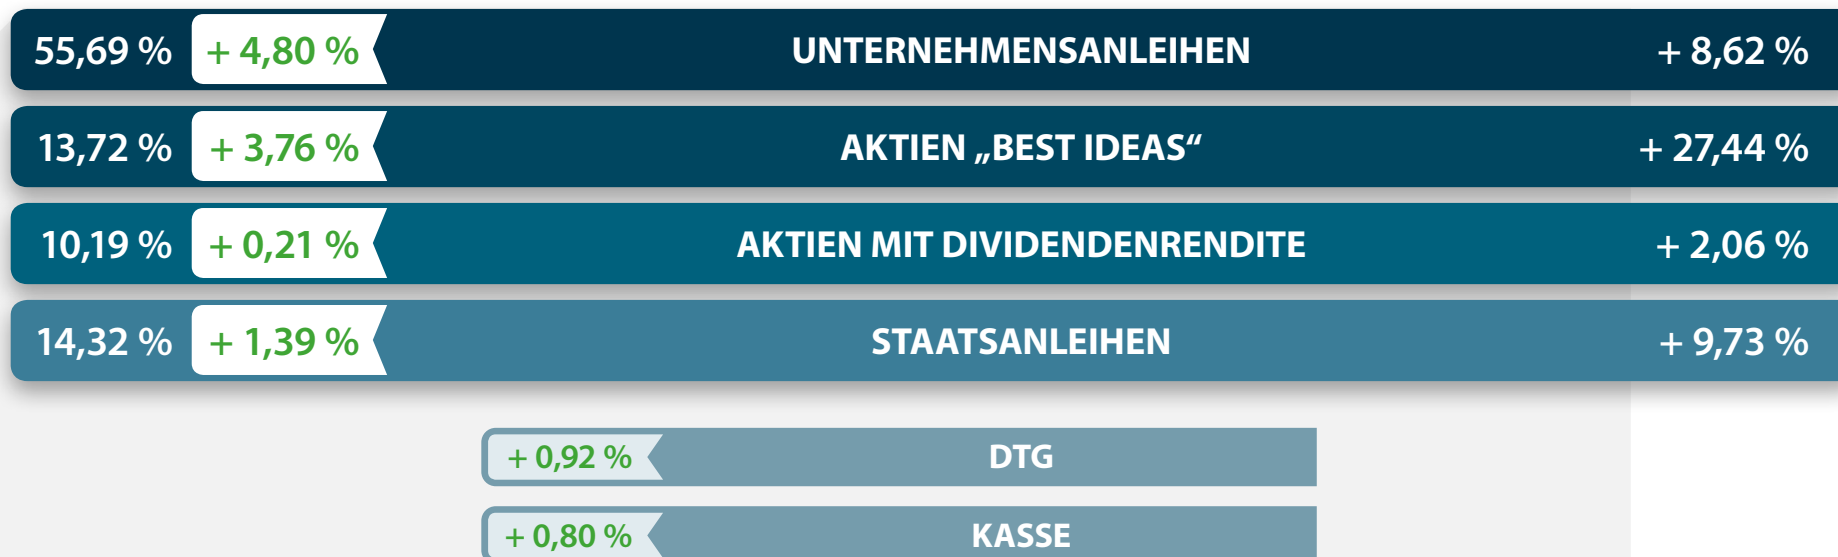 55,69 % + 4,80 % UNTERNEHMENSANLEIHEN + 8,62 %
13,72 % + 3,76 % AKTIEN „BEST IDEAS“ + 27,44 %
10,19 % + 0,21 % AKTIEN MIT DIVIDENDENRENDITE + 2,06 %
14,32 % + 1,39 % STAATSANLEIHEN + 9,73 %
+ 0,92 % DTG
+ 0,80 % KASSE